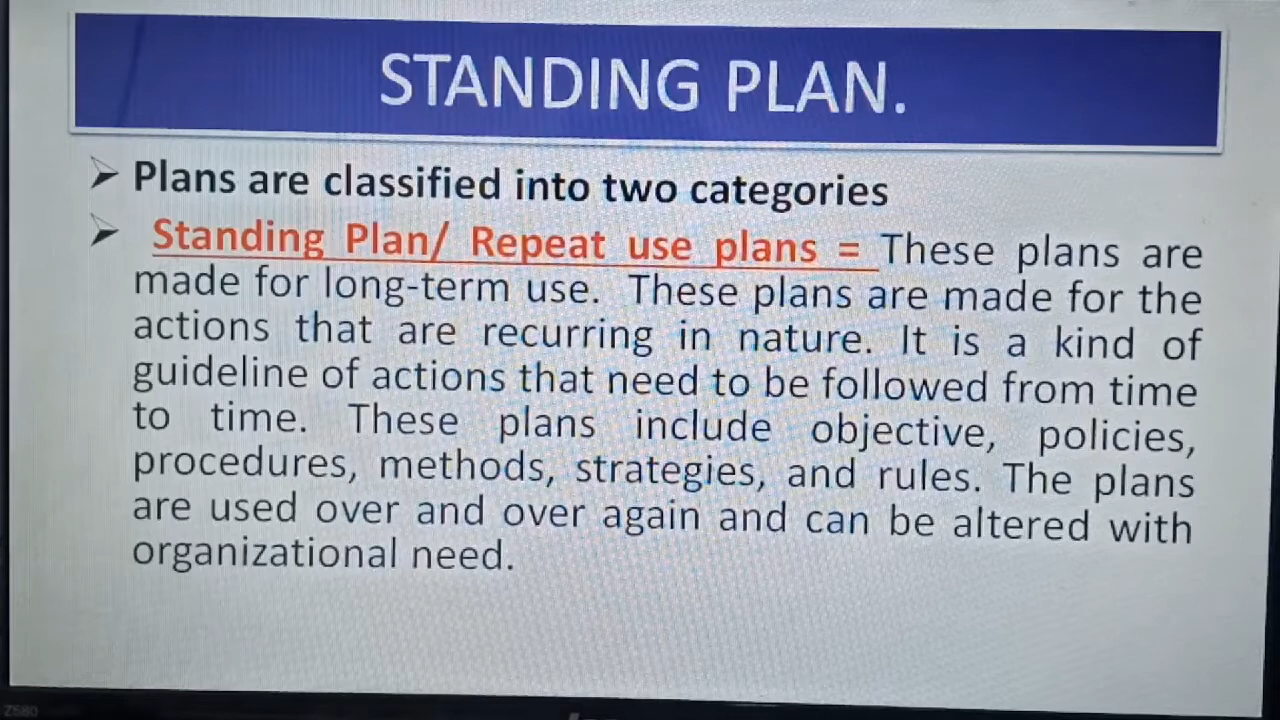 STANDING PLAN.
➤ Plans are classified into two categories
➤ Standing Plan/ Repeat use plans = These plans are
made for long-term use. These plans are made for the
actions that are recurring in nature. It is a kind of
guideline of actions that need to be followed from time
to time. These plans include objective, policies,
procedures, methods, strategies, and rules. The plans
are used over and over again and can be altered with
organizational need.
Z580